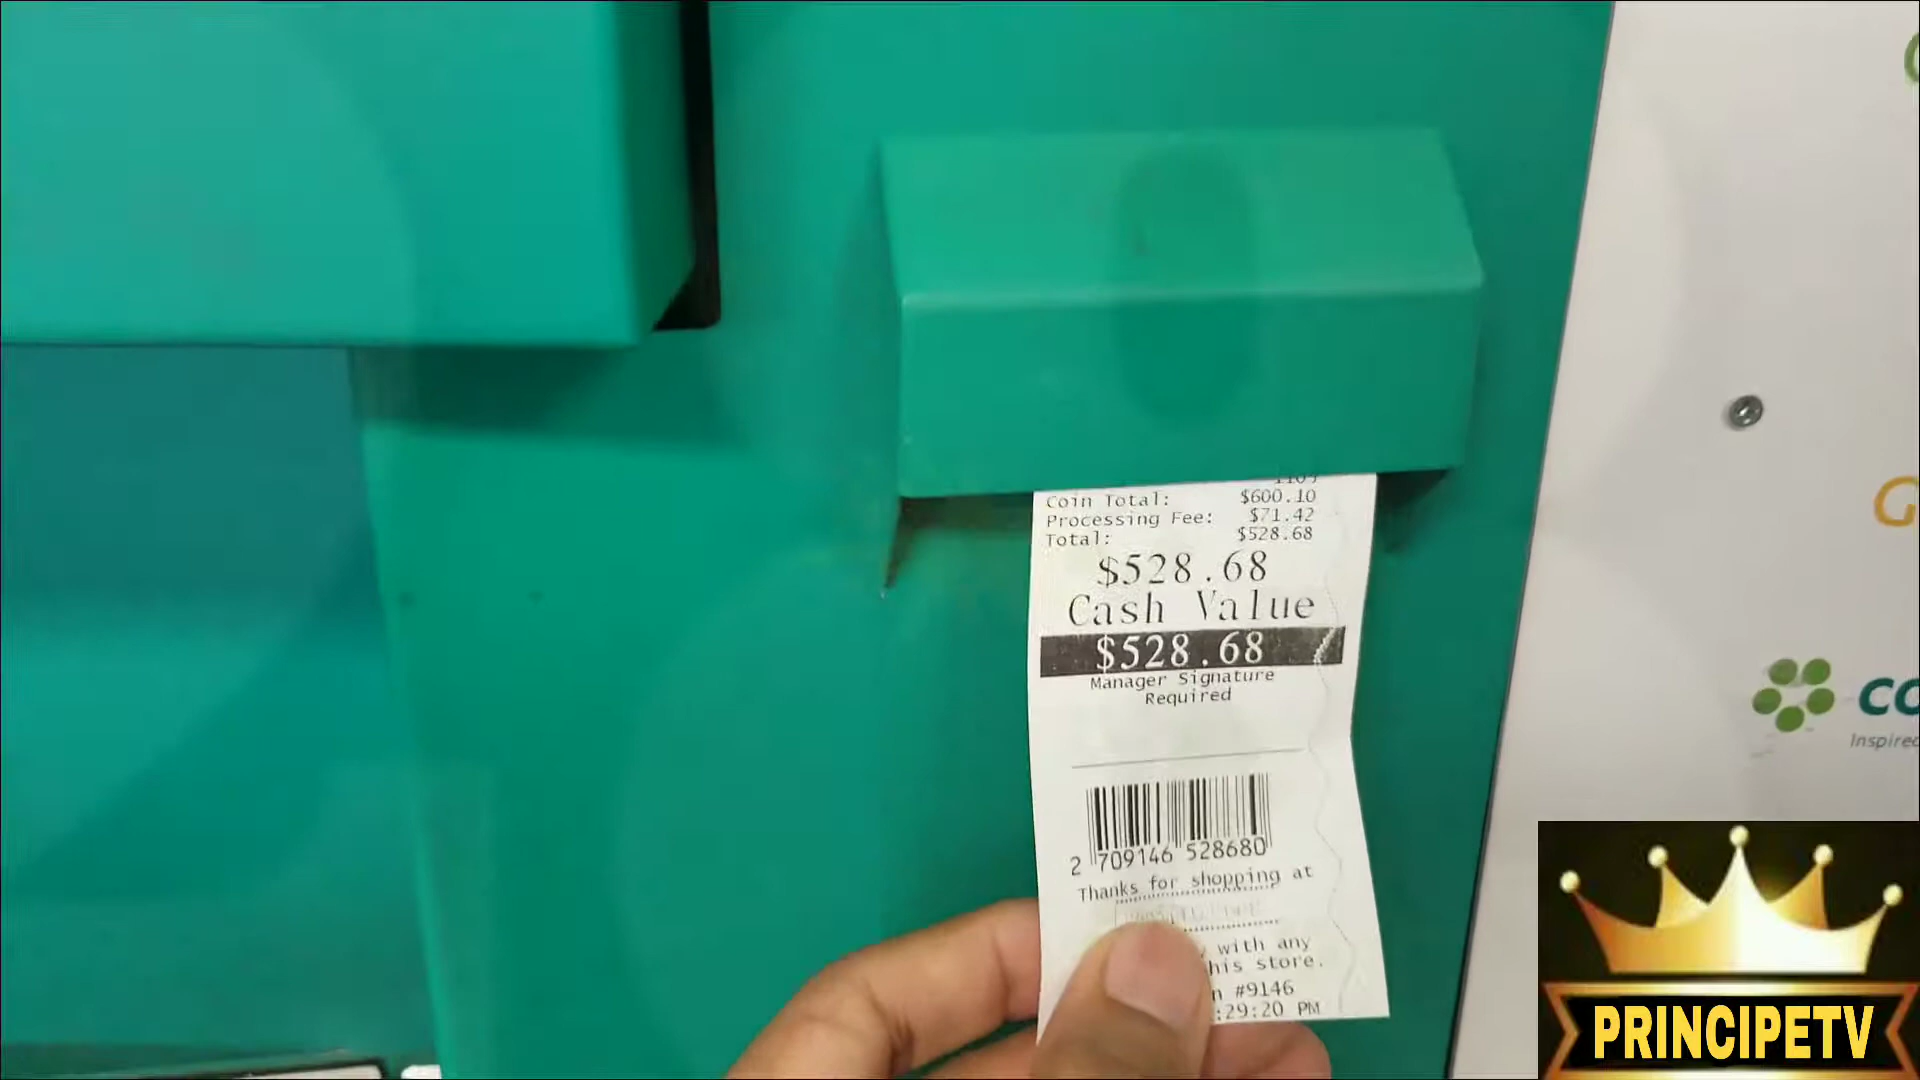 Coin Total: $600.10
Processing Fee: $71.42
Total: $528.68
$528.68
Cash Value
$528.68
Manager Signature
Required
2 709146 528680
Thanks for shopping at
with any
this store.
#9146
:29:20 PM
G
co
Inspired
PRINCIPETV